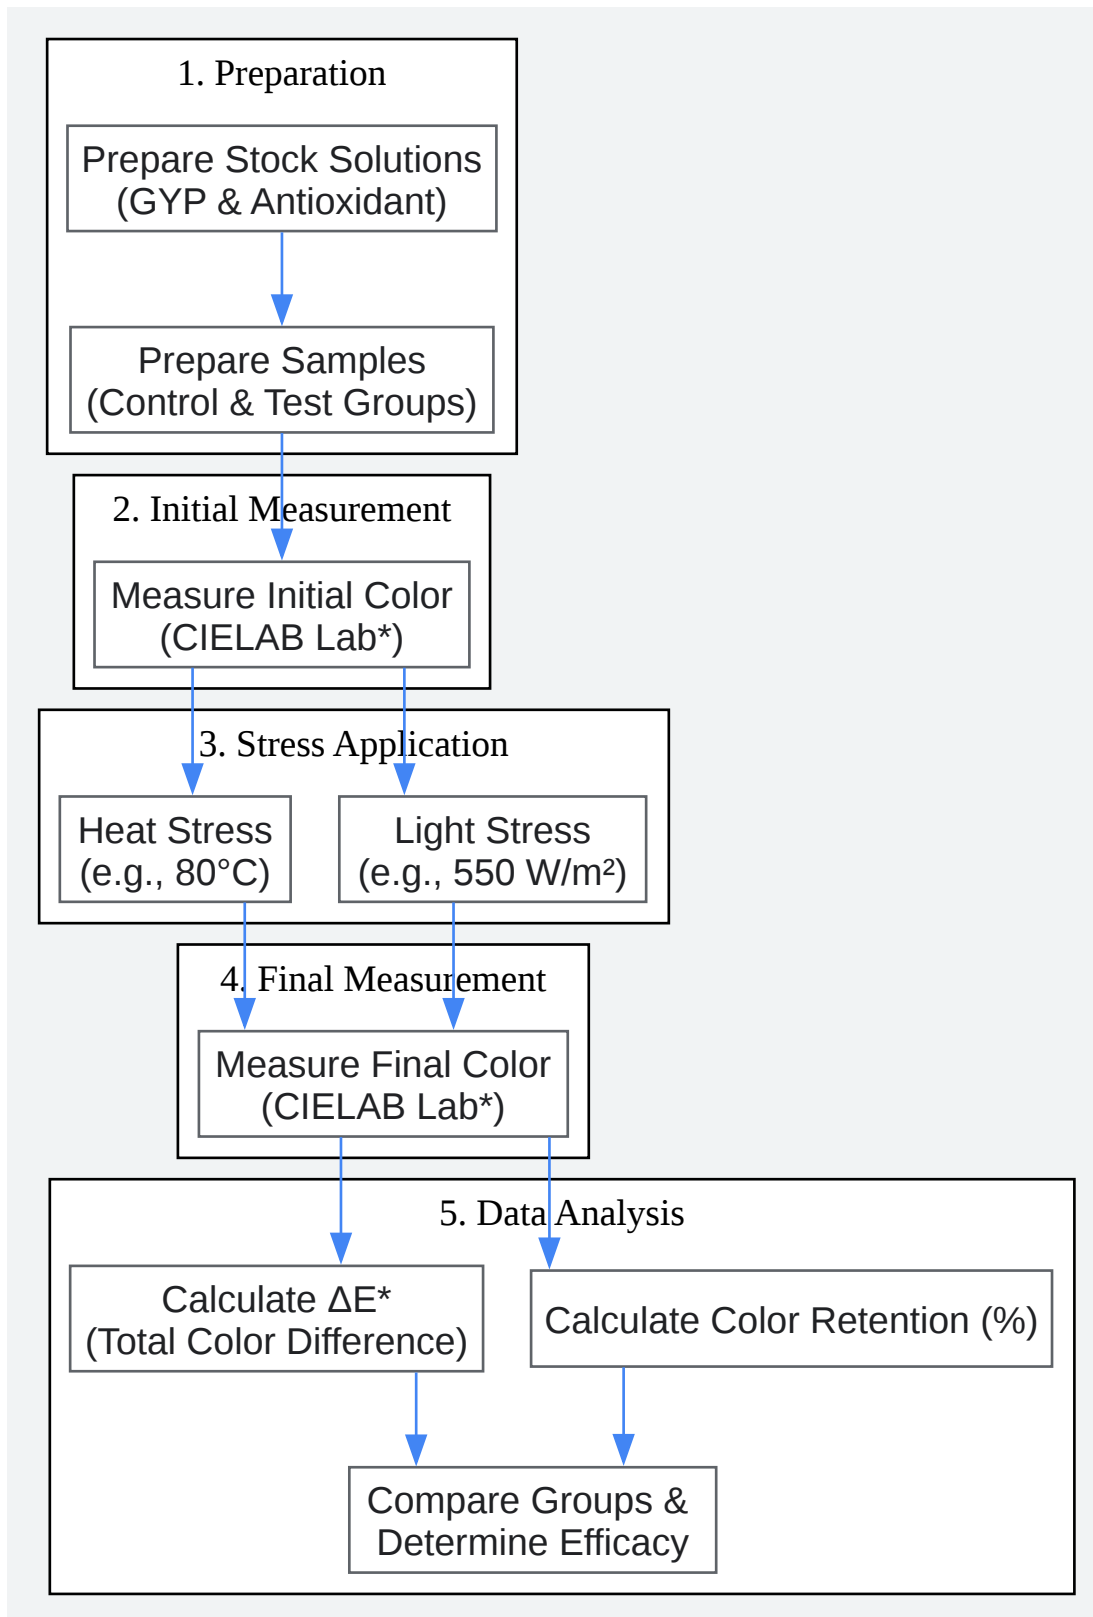 1. Preparation
Prepare Stock Solutions
(GYP & Antioxidant)
Prepare Samples
(Control & Test Groups)
2. Initial Measurement
Measure Initial Color
(CIELAB Lab*)
3. Stress Application
Heat Stress
(e.g., 80°C)
Light Stress
(e.g., 550 W/m²)
4. Final Measurement
Measure Final Color
(CIELAB Lab*)
5. Data Analysis
Calculate ΔE*
(Total Color Difference)
Calculate Color Retention (%)
Compare Groups &
Determine Efficacy